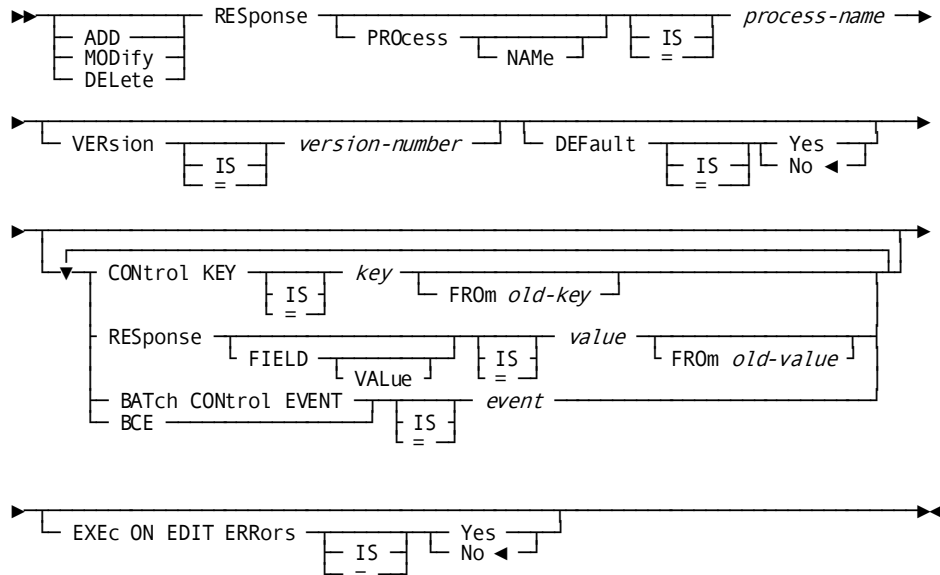 RESponse process-name
ADD PROcess IS
MODify NAMe =
DELete
VERsion version-number DEFault Yes
IS IS No
= =
CONtrol KEY key
IS FROm old-key
=
RESponse value
FIELD IS FROm old-value
VALue =
BATch CONtrol EVENT event
BCE IS
=
EXEc ON EDIT ERRors Yes
IS No
=